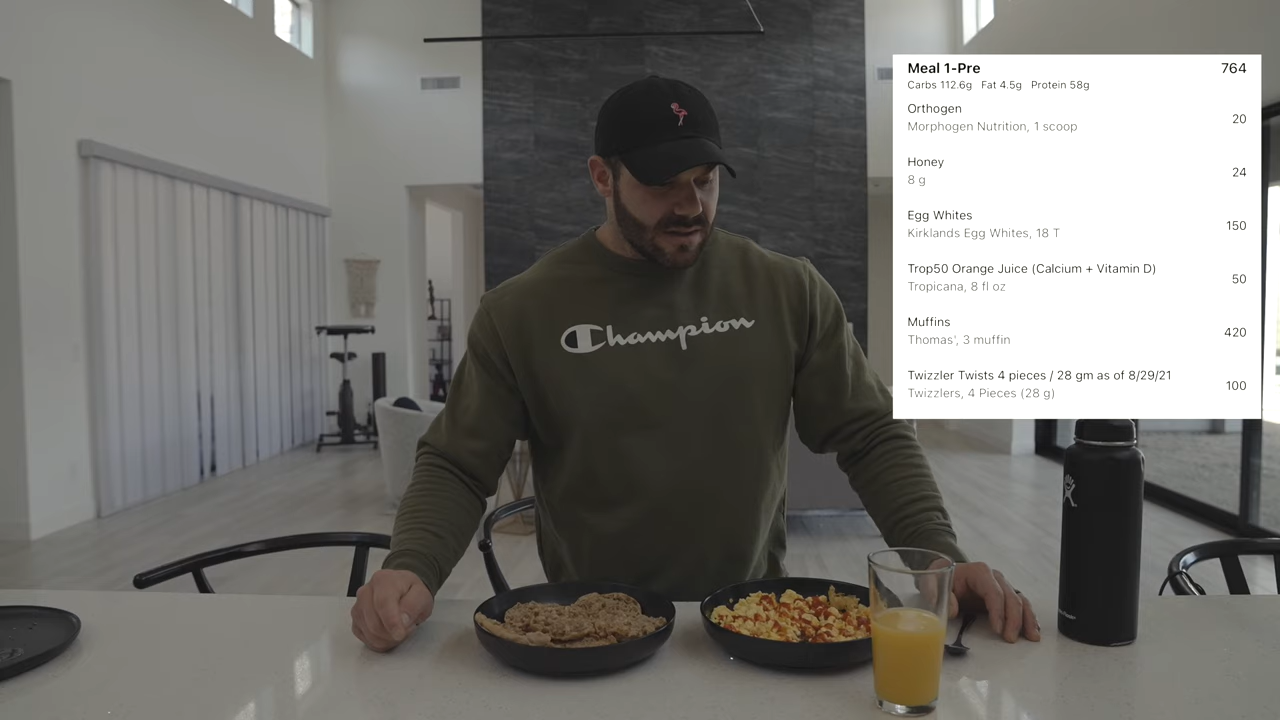 Champion
Meal 1-Pre 764
Carbs 112.6g Fat 4.5g Protein 58g
Orthogen 20
Morphogen Nutrition, 1 scoop
Honey 24
8 g
Egg Whites 150
Kirklands Egg Whites, 18 T
Trop50 Orange Juice (Calcium + Vitamin D) 50
Tropicana, 8 fl oz
Muffins 420
Thomas', 3 muffin
Twizzler Twists 4 pieces / 28 gm as of 8/29/21 100
Twizzlers, 4 Pieces (28 g)